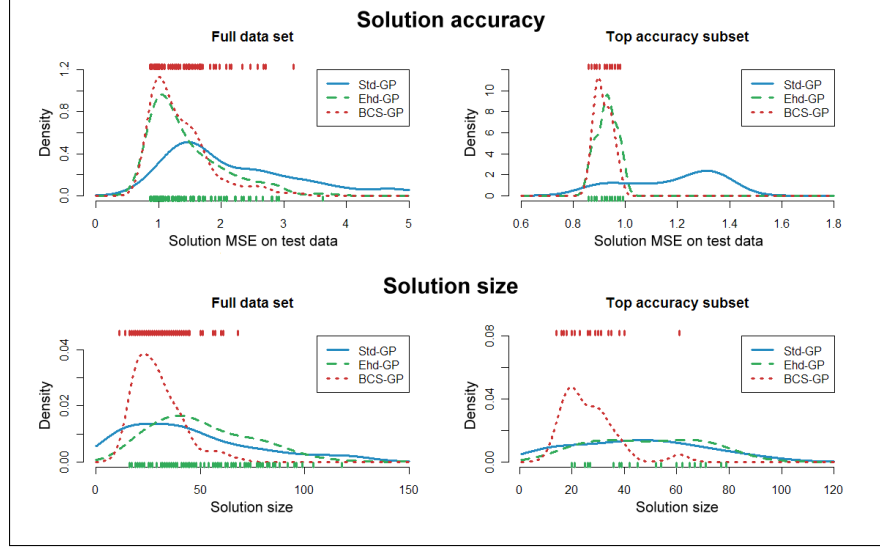 Solution accuracy
Full data set
Top accuracy subset
Density
0.0 0.4 0.8 1.2
Std-GP
Ehd-GP
BCS-GP
0 1 2 3 4 5
Solution MSE on test data
Density
0 2 4 6 8 10
Std-GP
Ehd-GP
BCS-GP
0.6 0.8 1.0 1.2 1.4 1.6 1.8
Solution MSE on test data
Solution size
Full data set
Top accuracy subset
Density
0.00 0.02 0.04
Std-GP
Ehd-GP
BCS-GP
0 50 100 150
Solution size
Density
0.00 0.04 0.08
Std-GP
Ehd-GP
BCS-GP
0 20 40 60 80 100 120
Solution size